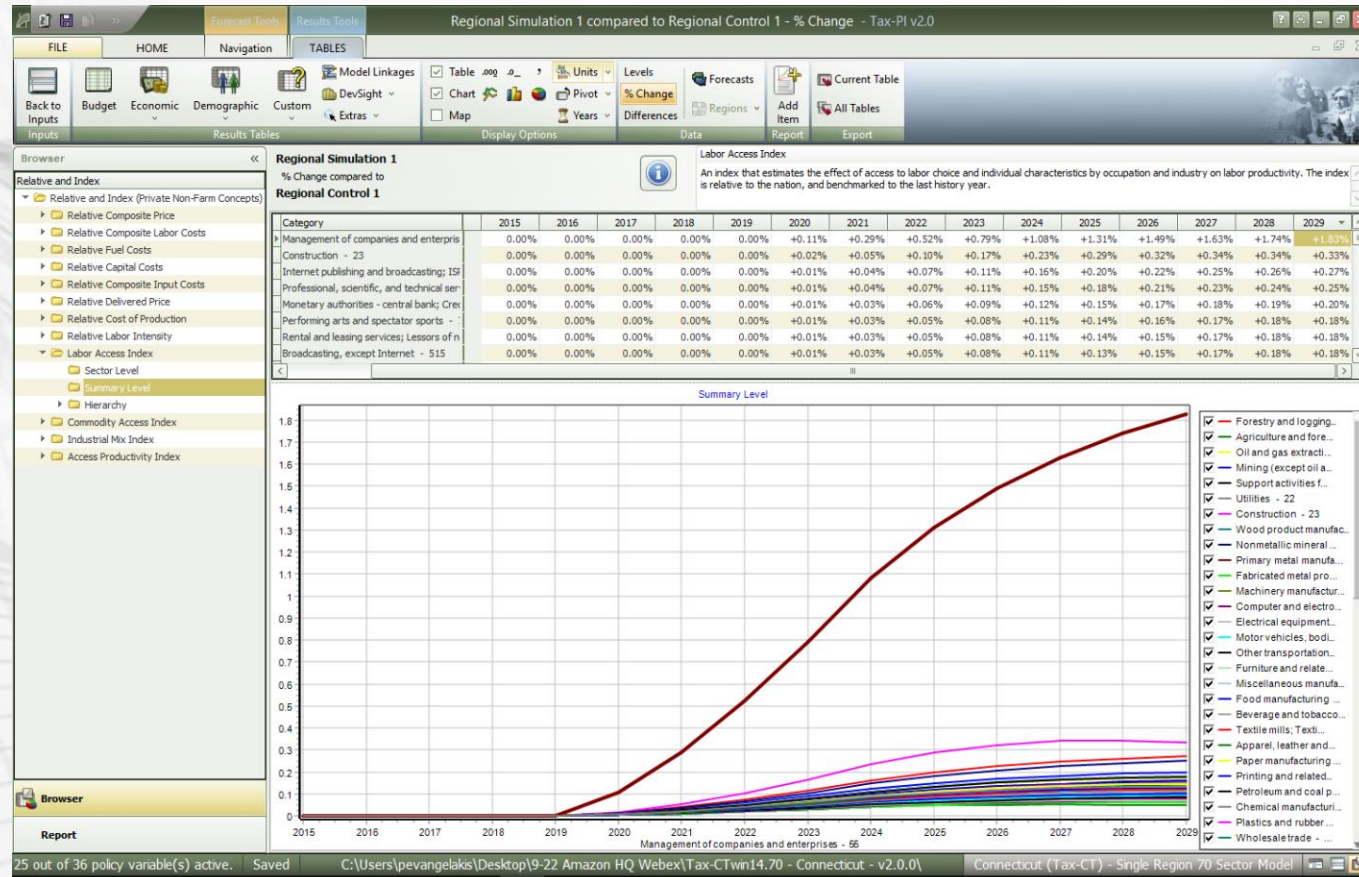 Forecast Tools Results Tools Regional Simulation 1 compared to Regional Control 1 - % Change - Tax-PI v2.0
FILE HOME Navigation TABLES
Back to Inputs
Budget
Economic
Demographic
Custom
Model Linkages
DevSight
Extras
Table
Chart
Map
Units
Pivot
Years
Levels
% Change
Differences
Forecasts
Regions
Add Item
Current Table
All Tables
Inputs Results Tables Display Options Data Report Export
Browser
Relative and Index
Relative and Index (Private Non-Farm Concepts)
Relative Composite Price
Relative Composite Labor Costs
Relative Fuel Costs
Relative Capital Costs
Relative Composite Input Costs
Relative Delivered Price
Relative Cost of Production
Relative Labor Intensity
Labor Access Index
Sector Level
Summary Level
Hierarchy
Commodity Access Index
Industrial Mix Index
Access Productivity Index
Browser
Report
Regional Simulation 1
% Change compared to
Regional Control 1
Labor Access Index
An index that estimates the effect of access to labor choice and individual characteristics by occupation and industry on labor productivity. The index
is relative to the nation, and benchmarked to the last history year.
Category 2015 2016 2017 2018 2019 2020 2021 2022 2023 2024 2025 2026 2027 2028 2029
Management of companies and enterpris 0.00% 0.00% 0.00% 0.00% 0.00% +0.11% +0.29% +0.52% +0.79% +1.08% +1.31% +1.49% +1.63% +1.74% +1.83%
Construction - 23 0.00% 0.00% 0.00% 0.00% 0.00% +0.02% +0.05% +0.10% +0.17% +0.23% +0.29% +0.32% +0.34% +0.34% +0.33%
Internet publishing and broadcasting; ISF 0.00% 0.00% 0.00% 0.00% 0.00% +0.01% +0.04% +0.07% +0.11% +0.16% +0.20% +0.22% +0.25% +0.26% +0.27%
Professional, scientific, and technical ser 0.00% 0.00% 0.00% 0.00% 0.00% +0.01% +0.04% +0.07% +0.11% +0.15% +0.18% +0.21% +0.23% +0.24% +0.25%
Monetary authorities - central bank; Cred 0.00% 0.00% 0.00% 0.00% 0.00% +0.01% +0.03% +0.06% +0.09% +0.12% +0.15% +0.17% +0.18% +0.19% +0.20%
Performing arts and spectator sports - 0.00% 0.00% 0.00% 0.00% 0.00% +0.01% +0.03% +0.05% +0.08% +0.11% +0.14% +0.16% +0.17% +0.18% +0.18%
Rental and leasing services; Lessors of n 0.00% 0.00% 0.00% 0.00% 0.00% +0.01% +0.03% +0.05% +0.08% +0.11% +0.14% +0.15% +0.17% +0.18% +0.18%
Broadcasting, except Internet - 515 0.00% 0.00% 0.00% 0.00% 0.00% +0.01% +0.03% +0.05% +0.08% +0.11% +0.13% +0.15% +0.17% +0.18% +0.18%
Summary Level
1.8
1.7
1.6
1.5
1.4
1.3
1.2
1.1
1
0.9
0.8
0.7
0.6
0.5
0.4
0.3
0.2
0.1
0
2015 2016 2017 2018 2019 2020 2021 2022 2023 2024 2025 2026 2027 2028 2029
Management of companies and enterprises - 55
Forestry and logging...
Agriculture and fore...
Oil and gas extracti...
Mining (except oil a...
Support activities f...
Utilities - 22
Construction - 23
Wood product manufac...
Nonmetallic mineral ...
Primary metal manufa...
Fabricated metal pro...
Machinery manufactur...
Computer and electro...
Electrical equipment...
Motor vehicles, bodi...
Other transportation...
Furniture and relate...
Miscellaneous manufa...
Food manufacturing ...
Beverage and tobacco...
Textile mills; Texti...
Apparel, leather and...
Paper manufacturing ...
Printing and related...
Petroleum and coal p...
Chemical manufacturi...
Plastics and rubber...
Wholesale trade - ...
25 out of 36 policy variable(s) active. Saved C:\Users\pevangelakis\Desktop\9-22 Amazon HQ Webex\Tax-CTwin14.70 - Connecticut - v2.0.0\ Connecticut (Tax-CT) - Single Region 70 Sector Model